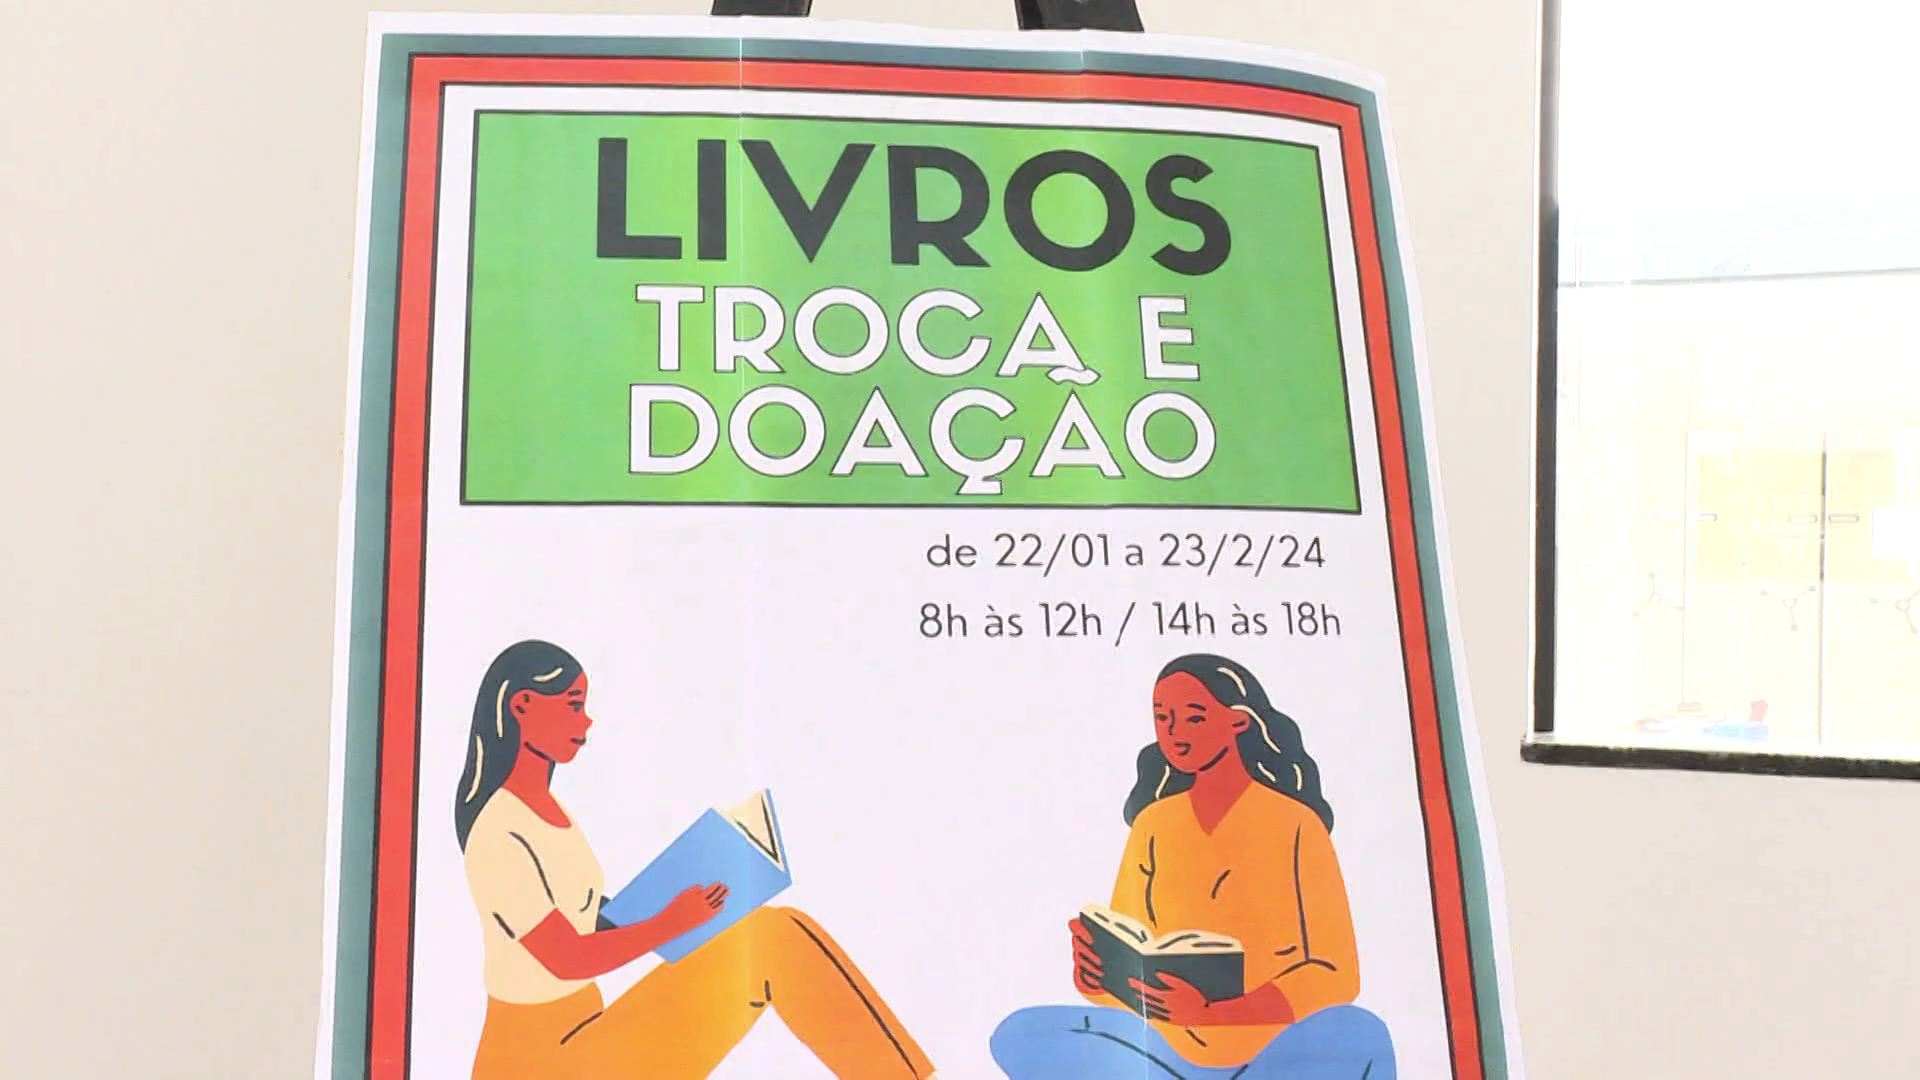 LIVROS
TROCA E
DOAÇÃO
de 22/01 a 23/2/24
8h às 12h / 14h às 18h